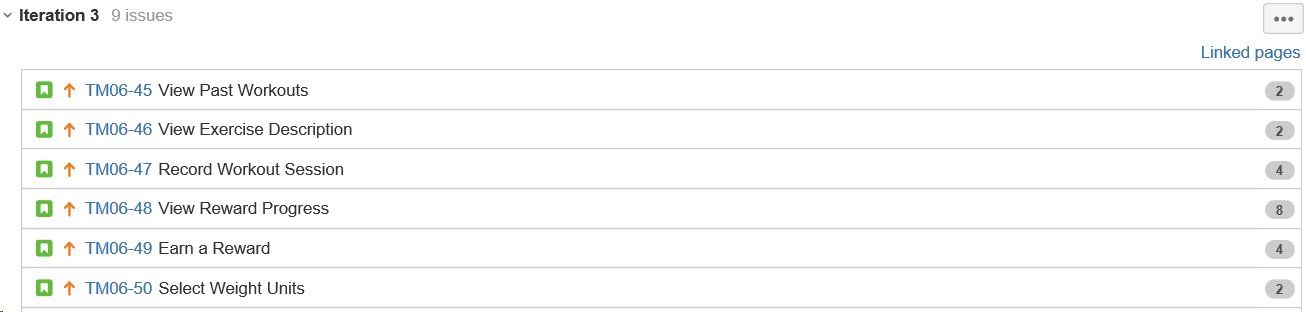 Iteration 3 9 issues
•••
Linked pages
TM06-45 View Past Workouts 2
TM06-46 View Exercise Description 2
TM06-47 Record Workout Session 4
TM06-48 View Reward Progress 8
TM06-49 Earn a Reward 4
TM06-50 Select Weight Units 2